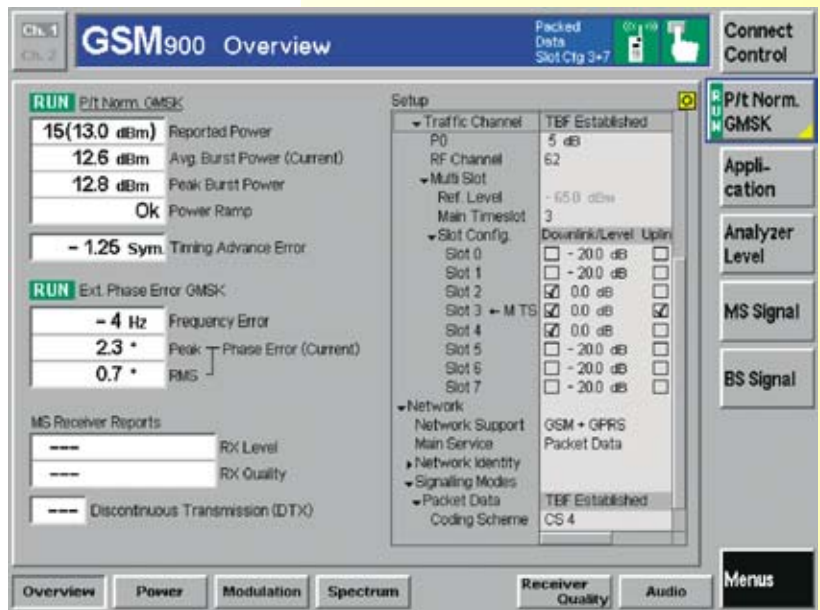 Ch. 1
Ch. 2
GSM900 Overview
Packed
Data
Slot Cfg 3+7
Connect
Control
RUN P/t Norm. GMSK
15(13.0 dBm) Reported Power
12.6 dBm Avg. Burst Power (Current)
12.8 dBm Peak Burst Power
Ok Power Ramp
– 1.25 Sym. Timing Advance Error
RUN Ext. Phase Error GMSK
– 4 Hz Frequency Error
2.3 ° Peak Phase Error (Current)
0.7 ° RMS
MS Receiver Reports
--- RX Level
--- RX Quality
--- Discontinuous Transmission (DTX)
Setup
Traffic Channel TBF Established
P0 5 dB
RF Channel 62
Multi Slot
Ref. Level - 65.8 dBm
Main Timeslot 3
Slot Config. Downlink/Level Uplin
Slot 0 - 20.0 dB
Slot 1 - 20.0 dB
Slot 2 0.0 dB
Slot 3 ← M TS 0.0 dB
Slot 4 0.0 dB
Slot 5 - 20.0 dB
Slot 6 - 20.0 dB
Slot 7 - 20.0 dB
Network
Network Support GSM + GPRS
Main Service Packet Data
Network Identity
Signaling Modes
Packet Data TBF Established
Coding Scheme CS 4
RUN
P/t Norm.
GMSK
Appli-
cation
Analyzer
Level
MS Signal
BS Signal
Menus
Overview Power Modulation Spectrum Receiver Quality Audio